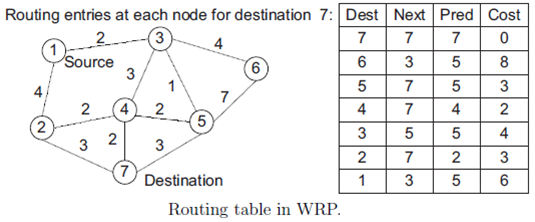 Routing entries at each node for destination 7:
Dest Next Pred Cost
7 7 7 0
6 3 5 8
5 7 5 3
4 7 4 2
3 5 5 4
2 7 2 3
1 3 5 6
2
3
4
1
Source
6
3
1
7
4
2
4
2
5
2
3
2
3
7
Destination
Routing table in WRP.